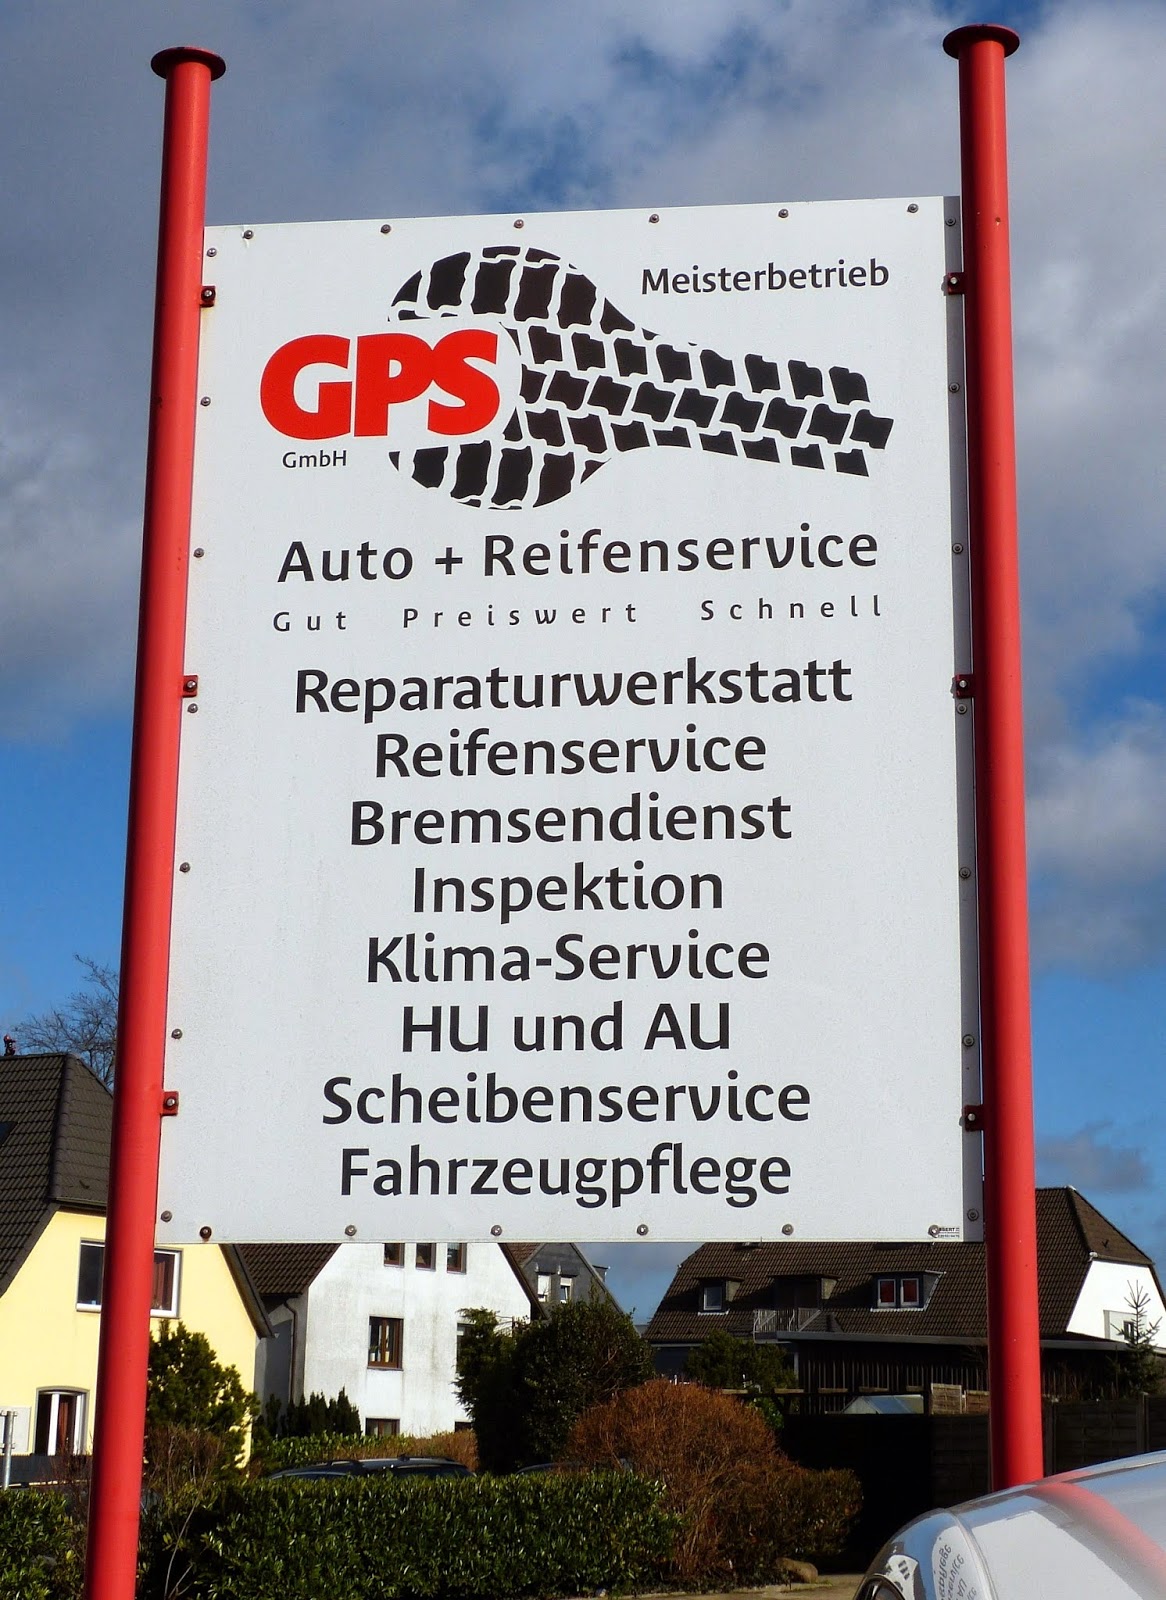 Meisterbetrieb
GPS
GmbH
Auto + Reifenservice
Gut Preiswert Schnell
Reparaturwerkstatt
Reifenservice
Bremsendienst
Inspektion
Klima-Service
HU und AU
Scheibenservice
Fahrzeugpflege